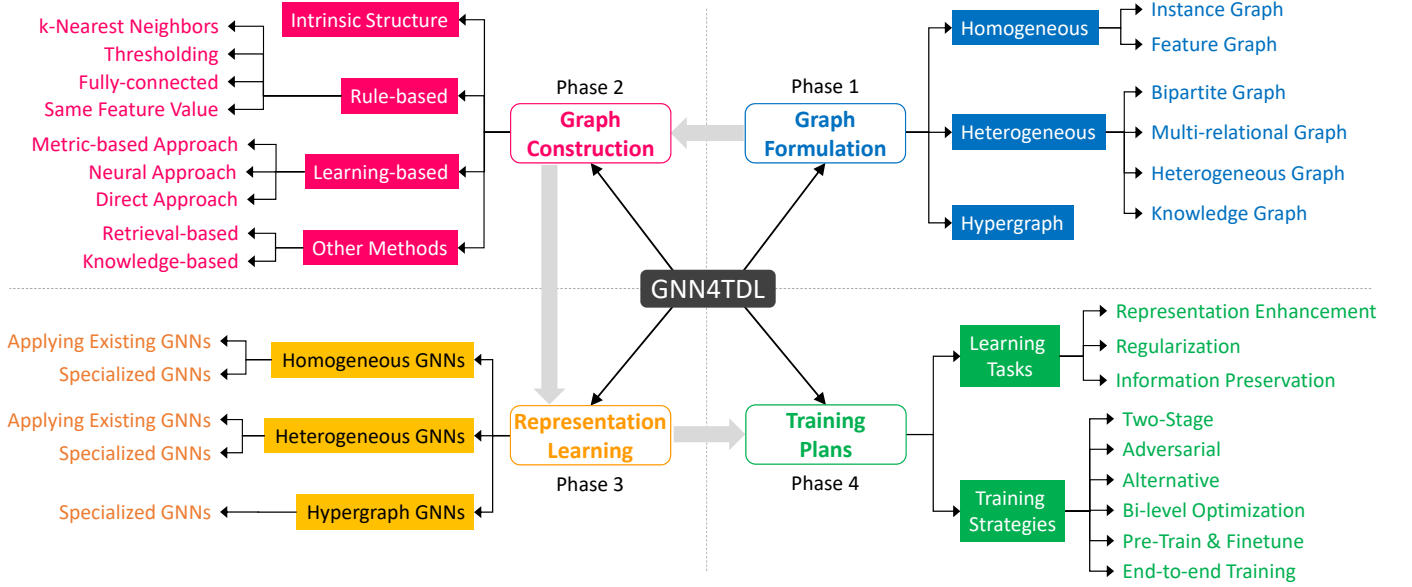 Intrinsic Structure
k-Nearest Neighbors
Thresholding
Fully-connected
Same Feature Value
Rule-based
Metric-based Approach
Neural Approach
Direct Approach
Learning-based
Retrieval-based
Knowledge-based
Other Methods
Phase 2
Graph
Construction
Phase 1
Graph
Formulation
Homogeneous
Instance Graph
Feature Graph
Heterogeneous
Bipartite Graph
Multi-relational Graph
Heterogeneous Graph
Knowledge Graph
Hypergraph
GNN4TDL
Applying Existing GNNs
Specialized GNNs
Homogeneous GNNs
Applying Existing GNNs
Specialized GNNs
Heterogeneous GNNs
Specialized GNNs
Hypergraph GNNs
Representation
Learning
Phase 3
Training
Plans
Phase 4
Learning
Tasks
Representation Enhancement
Regularization
Information Preservation
Training
Strategies
Two-Stage
Adversarial
Alternative
Bi-level Optimization
Pre-Train & Finetune
End-to-end Training